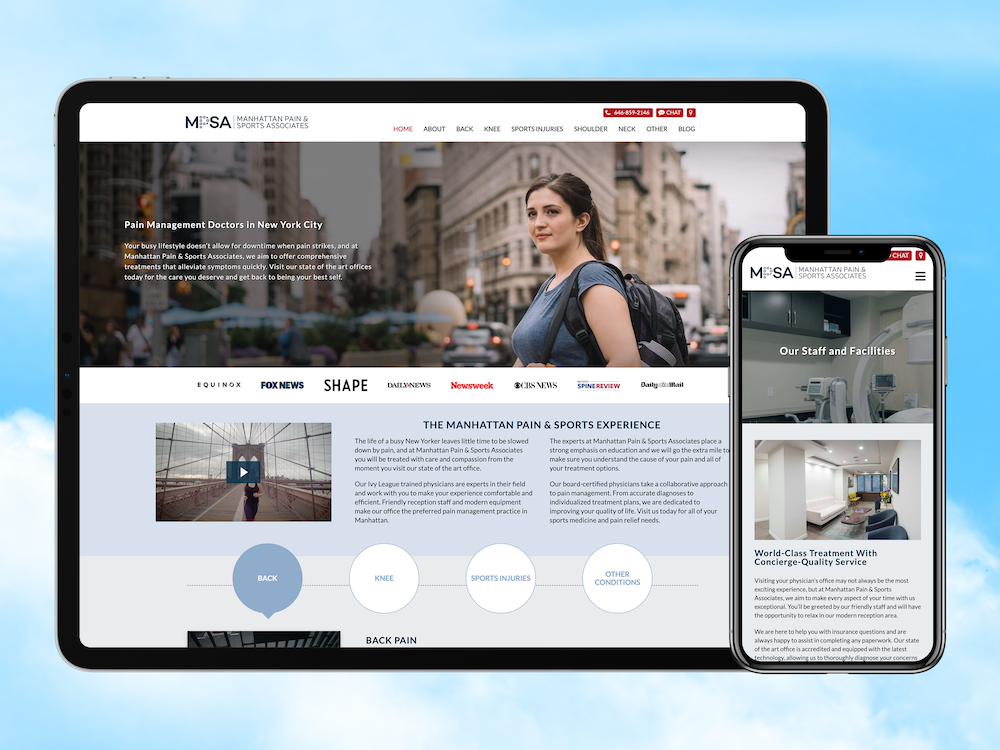 646-859-2146 CHAT
MPSA MANHATTAN PAIN &
SPORTS ASSOCIATES
HOME ABOUT BACK KNEE SPORTS INJURIES SHOULDER NECK OTHER BLOG
Pain Management Doctors in New York City
Your busy lifestyle doesn't allow for downtime when pain strikes, and at
Manhattan Pain & Sports Associates, we aim to offer comprehensive
treatments that alleviate symptoms quickly. Visit our state of the art offices
today for the care you deserve and get back to being your best self.
EQUINOX FOX NEWS SHAPE DAILY NEWS Newsweek CBS NEWS SPINE REVIEW Daily Mail
THE MANHATTAN PAIN & SPORTS EXPERIENCE
The life of a busy New Yorker leaves little time to be slowed
down by pain, and at Manhattan Pain & Sports Associates
you will be treated with care and compassion from the
moment you visit our state of the art office.
Our Ivy League trained physicians are experts in their field
and work with you to make your experience comfortable and
efficient. Friendly reception staff and modern equipment
make our office the preferred pain management practice in
Manhattan.
The experts at Manhattan Pain & Sports Associates place a
strong emphasis on education and we will go the extra mile to
make sure you understand the cause of your pain and all of
your treatment options.
Our board-certified physicians take a collaborative approach
to pain management. From accurate diagnoses to
individualized treatment plans, we are dedicated to
improving your quality of life. Visit us today for all of your
sports medicine and pain relief needs.
BACK
KNEE
SPORTS INJURIES
OTHER
CONDITIONS
BACK PAIN
CHAT
MPSA MANHATTAN PAIN &
SPORTS ASSOCIATES
Our Staff and Facilities
World-Class Treatment With
Concierge-Quality Service
Visiting your physician's office may not always be the most
exciting experience, but at Manhattan Pain & Sports
Associates, we aim to make every aspect of your time with us
exceptional. You'll be greeted by our friendly staff and will have
the opportunity to relax in our modern reception area.
We are here to help you with insurance questions and are
always happy to assist in completing any paperwork. Our state
of the art office is accredited and equipped with the latest
technology, allowing us to thoroughly diagnose your concerns